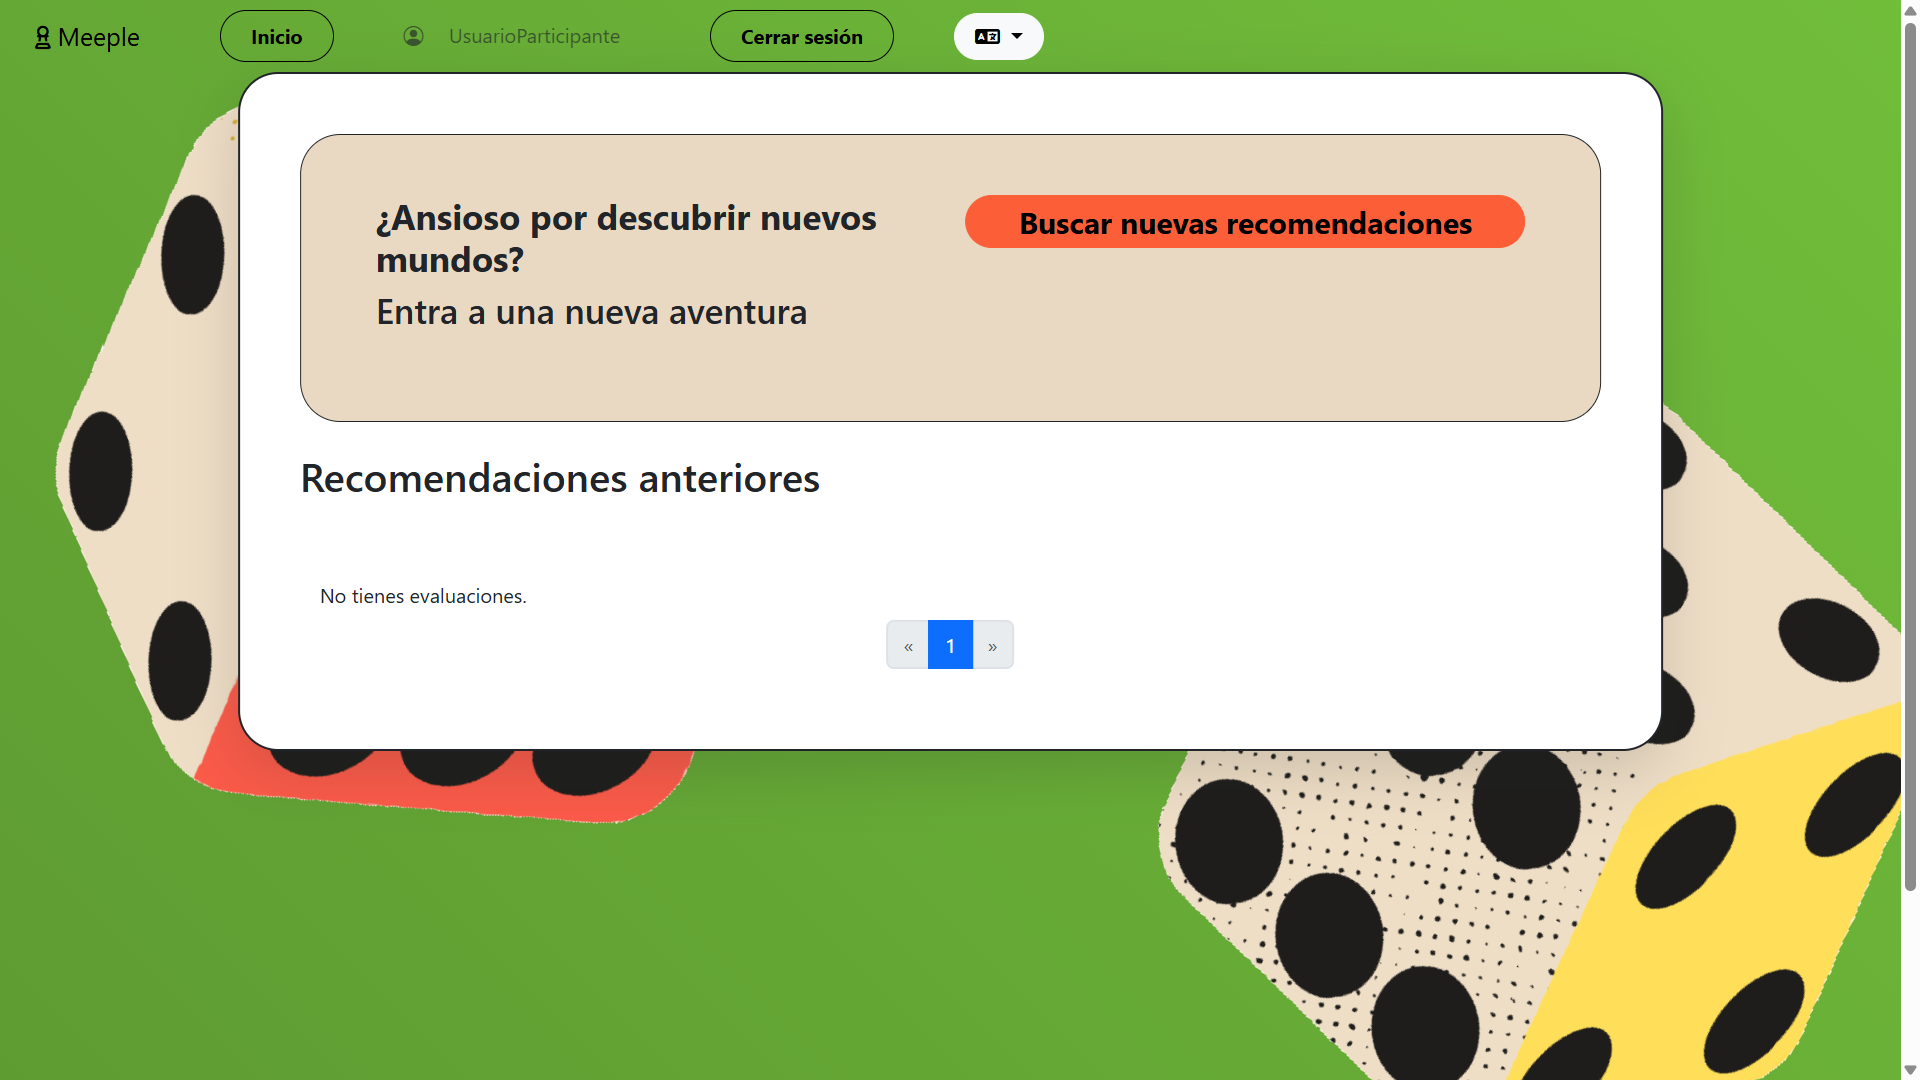 Meeple
Inicio
UsuarioParticipante
Cerrar sesión
¿Ansioso por descubrir nuevos
mundos?
Entra a una nueva aventura
Buscar nuevas recomendaciones
Recomendaciones anteriores
No tienes evaluaciones.
« 1 »